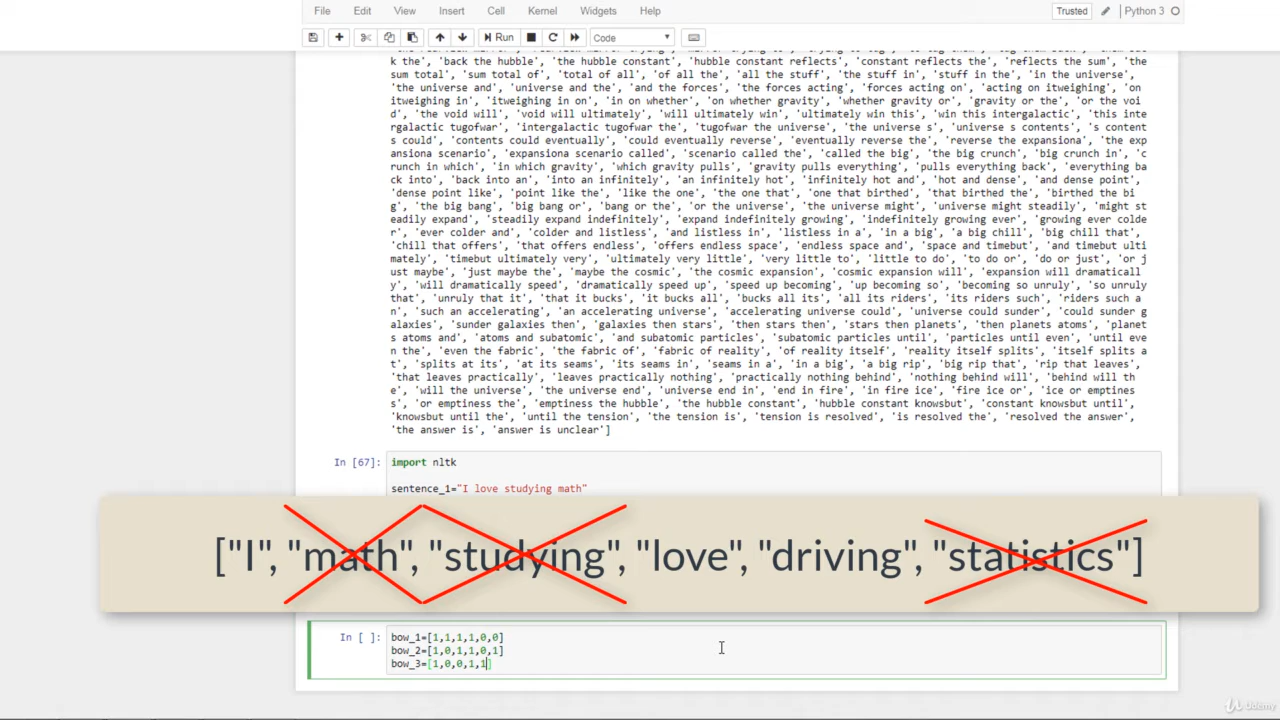 File Edit View Insert Cell Kernel Widgets Help Trusted Python 3
Run Code
k the', 'back the hubble', 'the hubble constant', 'hubble constant reflects', 'constant reflects the', 'reflects the sum', 'the
sum total', 'sum total of', 'total of all', 'of all the', 'all the stuff', 'the stuff in', 'stuff in the', 'in the universe',
'the universe and', 'universe and the', 'and the forces', 'the forces acting', 'forces acting on', 'acting on itweighing', 'on
itweighing in', 'itweighing in on', 'in on whether', 'on whether gravity', 'whether gravity or', 'gravity or the', 'or the voi
d', 'the void will', 'void will ultimately', 'will ultimately win', 'ultimately win this', 'win this intergalactic', 'this inte
rgalactic tugofwar', 'intergalactic tugofwar the', 'tugofwar the universe', 'the universe s', 'universe s contents', 's content
s could', 'contents could eventually', 'could eventually reverse', 'eventually reverse the', 'reverse the expansiona', 'the exp
ansiona scenario', 'expansiona scenario called', 'scenario called the', 'called the big', 'the big crunch', 'big crunch in', 'c
runch in which', 'in which gravity', 'which gravity pulls', 'gravity pulls everything', 'pulls everything back', 'everything ba
ck into', 'back into an', 'into an infinitely', 'an infinitely hot', 'infinitely hot and', 'hot and dense', 'and dense point',
'dense point like', 'point like the', 'like the one', 'the one that', 'one that birthed', 'that birthed the', 'birthed the bi
g', 'the big bang', 'big bang or', 'bang or the', 'or the universe', 'the universe might', 'universe might steadily', 'might st
eadily expand', 'steadily expand indefinitely', 'expand indefinitely growing', 'indefinitely growing ever', 'growing ever colde
r', 'ever colder and', 'colder and listless', 'and listless in', 'listless in a', 'in a big', 'a big chill', 'big chill that',
'chill that offers', 'that offers endless', 'offers endless space', 'endless space and', 'space and timebut', 'and timebut ulti
mately', 'timebut ultimately very', 'ultimately very little', 'very little to', 'little to do', 'to do or', 'do or just', 'or j
ust maybe', 'just maybe the', 'maybe the cosmic', 'the cosmic expansion', 'cosmic expansion will', 'expansion will dramaticall
y', 'will dramatically speed', 'dramatically speed up', 'speed up becoming', 'up becoming so', 'becoming so unruly', 'so unruly
that', 'unruly that it', 'that it bucks', 'it bucks all', 'bucks all its', 'all its riders', 'its riders such', 'riders such a
n', 'such an accelerating', 'an accelerating universe', 'accelerating universe could', 'universe could sunder', 'could sunder g
alaxies', 'sunder galaxies then', 'galaxies then stars', 'then stars then', 'stars then planets', 'then planets atoms', 'planet
s atoms and', 'atoms and subatomic', 'and subatomic particles', 'subatomic particles until', 'particles until even', 'until eve
n the', 'even the fabric', 'the fabric of', 'fabric of reality', 'of reality itself', 'reality itself splits', 'itself splits a
t', 'splits at its', 'at its seams', 'its seams in', 'seams in a', 'in a big', 'a big rip', 'big rip that', 'rip that leaves',
'that leaves practically', 'leaves practically nothing', 'practically nothing behind', 'nothing behind will', 'behind will th
e', 'will the universe', 'the universe end', 'universe end in', 'end in fire', 'in fire ice', 'fire ice or', 'ice or emptines
s', 'or emptiness the', 'emptiness the hubble', 'the hubble constant', 'hubble constant knowsbut', 'constant knowsbut until',
'knowsbut until the', 'until the tension', 'the tension is', 'tension is resolved', 'is resolved the', 'resolved the answer',
'the answer is', 'answer is unclear']
In [67]: import nltk
sentence_1="I love studying math"
["I", "math", "studying", "love", "driving", "statistics"]
In [ ]: bow_1=[1,1,1,1,0,0]
bow_2=[1,0,1,1,0,1]
bow_3=[1,0,0,1,1]
Udemy